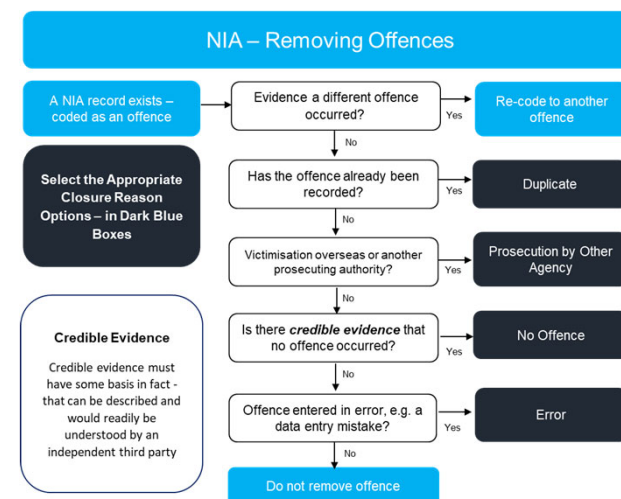 NIA – Removing Offences
A NIA record exists –
coded as an offence
Evidence a different offence
occurred?
Yes
Re-code to another
offence
No
Select the Appropriate
Closure Reason
Options – in Dark Blue
Boxes
Has the offence already been
recorded?
Yes
Duplicate
No
Victimisation overseas or another
prosecuting authority?
Yes
Prosecution by Other
Agency
No
Credible Evidence
Credible evidence must
have some basis in fact -
that can be described and
would readily be
understood by an
independent third party
Is there credible evidence that
no offence occurred?
Yes
No Offence
No
Offence entered in error, e.g. a
data entry mistake?
Yes
Error
No
Do not remove offence